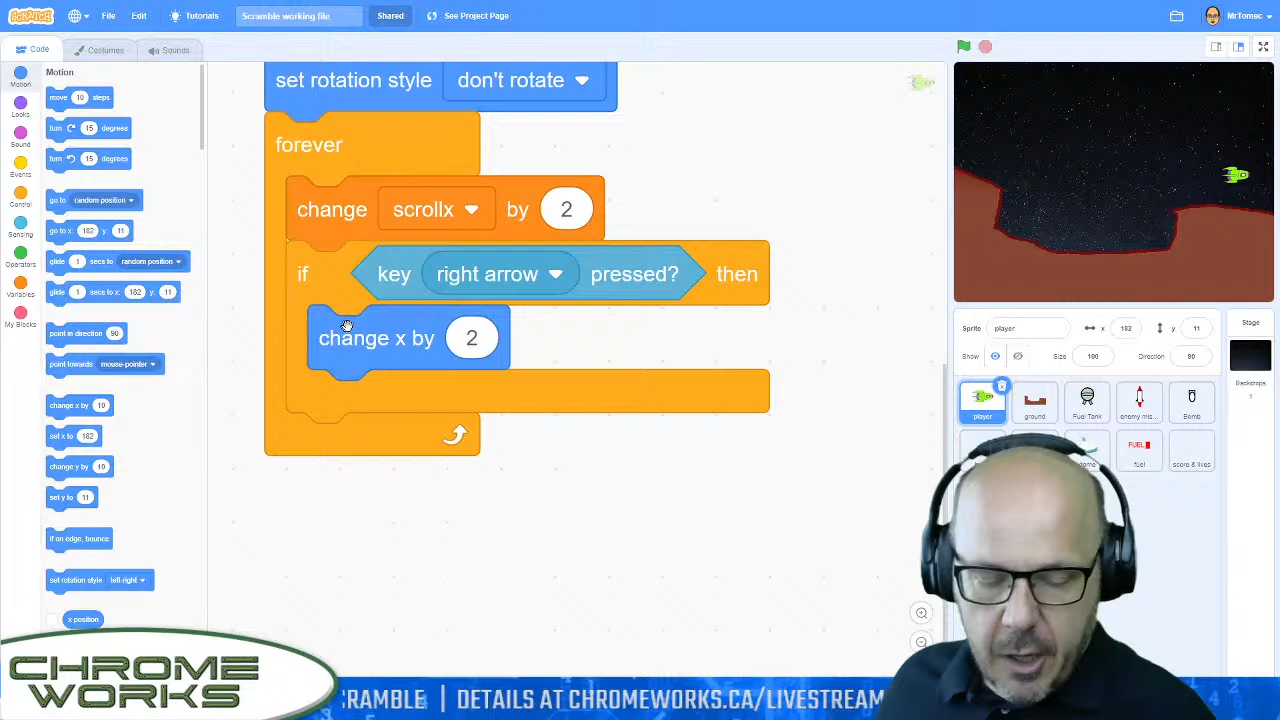 SCRATCH File Edit Tutorials Scramble working file Shared See Project Page MrTomec
Code Costumes Sounds
Motion
Looks
Sound
Events
Control
Sensing
Operators
Variables
My Blocks
Motion
move 10 steps
turn 15 degrees
turn 15 degrees
go to random position
go to x: 182 y: 11
glide 1 secs to random position
glide 1 secs to x: 182 y: 11
point in direction 90
point towards mouse-pointer
change x by 10
set x to 182
change y by 10
set y to 11
if on edge, bounce
set rotation style left-right
x position
set rotation style don't rotate
forever
change scrollx by 2
if key right arrow pressed? then
change x by 2
Sprite player x 182 y 11
Show Size 100 Direction 90
Stage
Backdrops
1
player ground Fuel Tank enemy mis... Bomb
fuel score & lives
FUEL
CHROME
WORKS
SCRAMBLE | DETAILS AT CHROMEWORKS.CA/LIVESTREAM